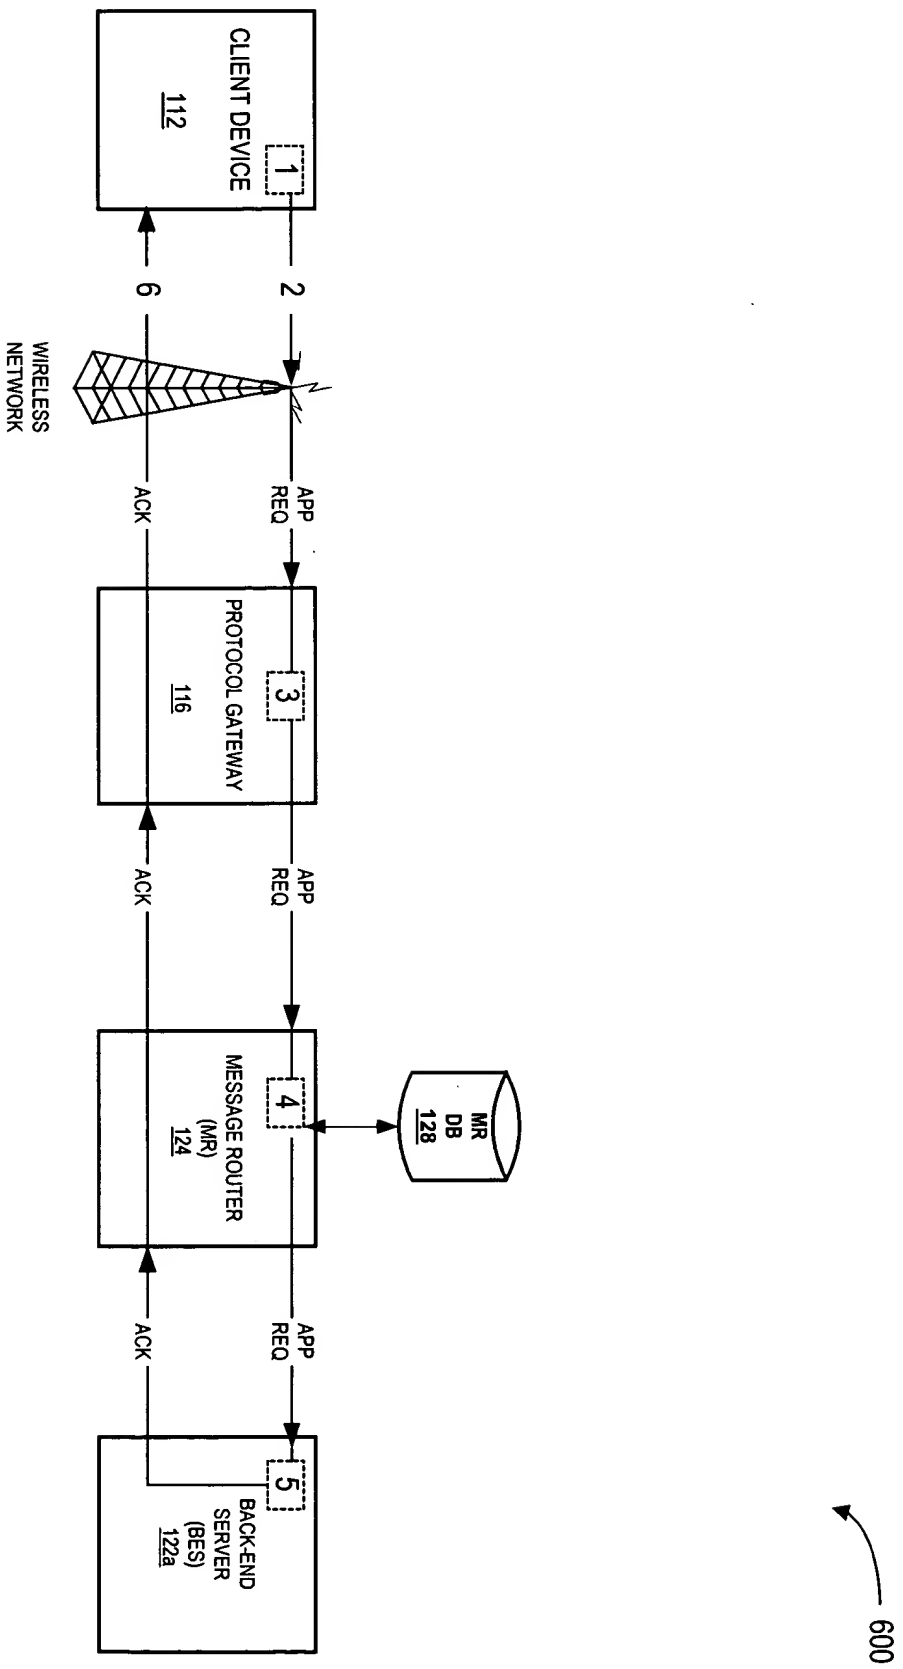 600
MR
DB
128
1
CLIENT DEVICE
112
2
6
WIRELESS
NETWORK
APP
REQ
ACK
3
PROTOCOL GATEWAY
116
APP
REQ
ACK
4
MESSAGE ROUTER
(MR)
124
APP
REQ
ACK
5
BACK-END
SERVER
(BES)
122a